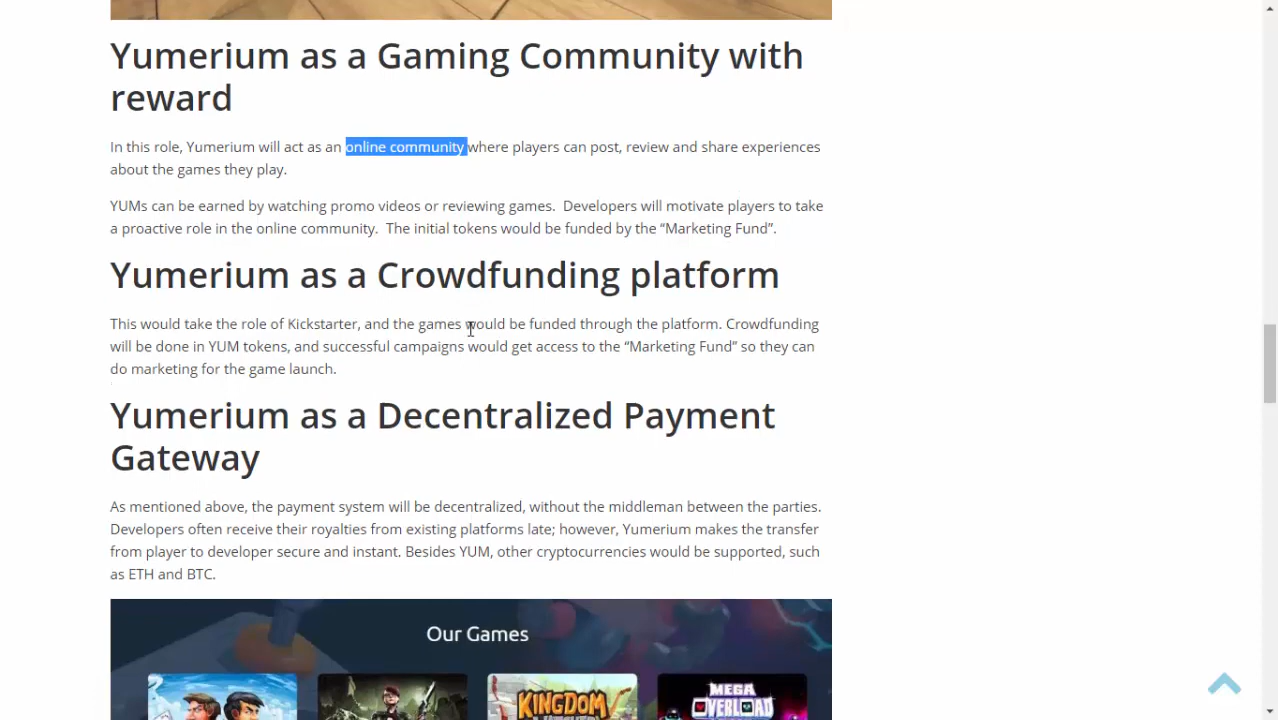 Yumerium as a Gaming Community with
reward
In this role, Yumerium will act as an online community where players can post, review and share experiences
about the games they play.
YUMs can be earned by watching promo videos or reviewing games.  Developers will motivate players to take
a proactive role in the online community.  The initial tokens would be funded by the “Marketing Fund”.
Yumerium as a Crowdfunding platform
This would take the role of Kickstarter, and the games would be funded through the platform. Crowdfunding
will be done in YUM tokens, and successful campaigns would get access to the “Marketing Fund” so they can
do marketing for the game launch.
Yumerium as a Decentralized Payment
Gateway
As mentioned above, the payment system will be decentralized, without the middleman between the parties.
Developers often receive their royalties from existing platforms late; however, Yumerium makes the transfer
from player to developer secure and instant. Besides YUM, other cryptocurrencies would be supported, such
as ETH and BTC.
Our Games
KINGDOM
MEGA
OVERLOAD